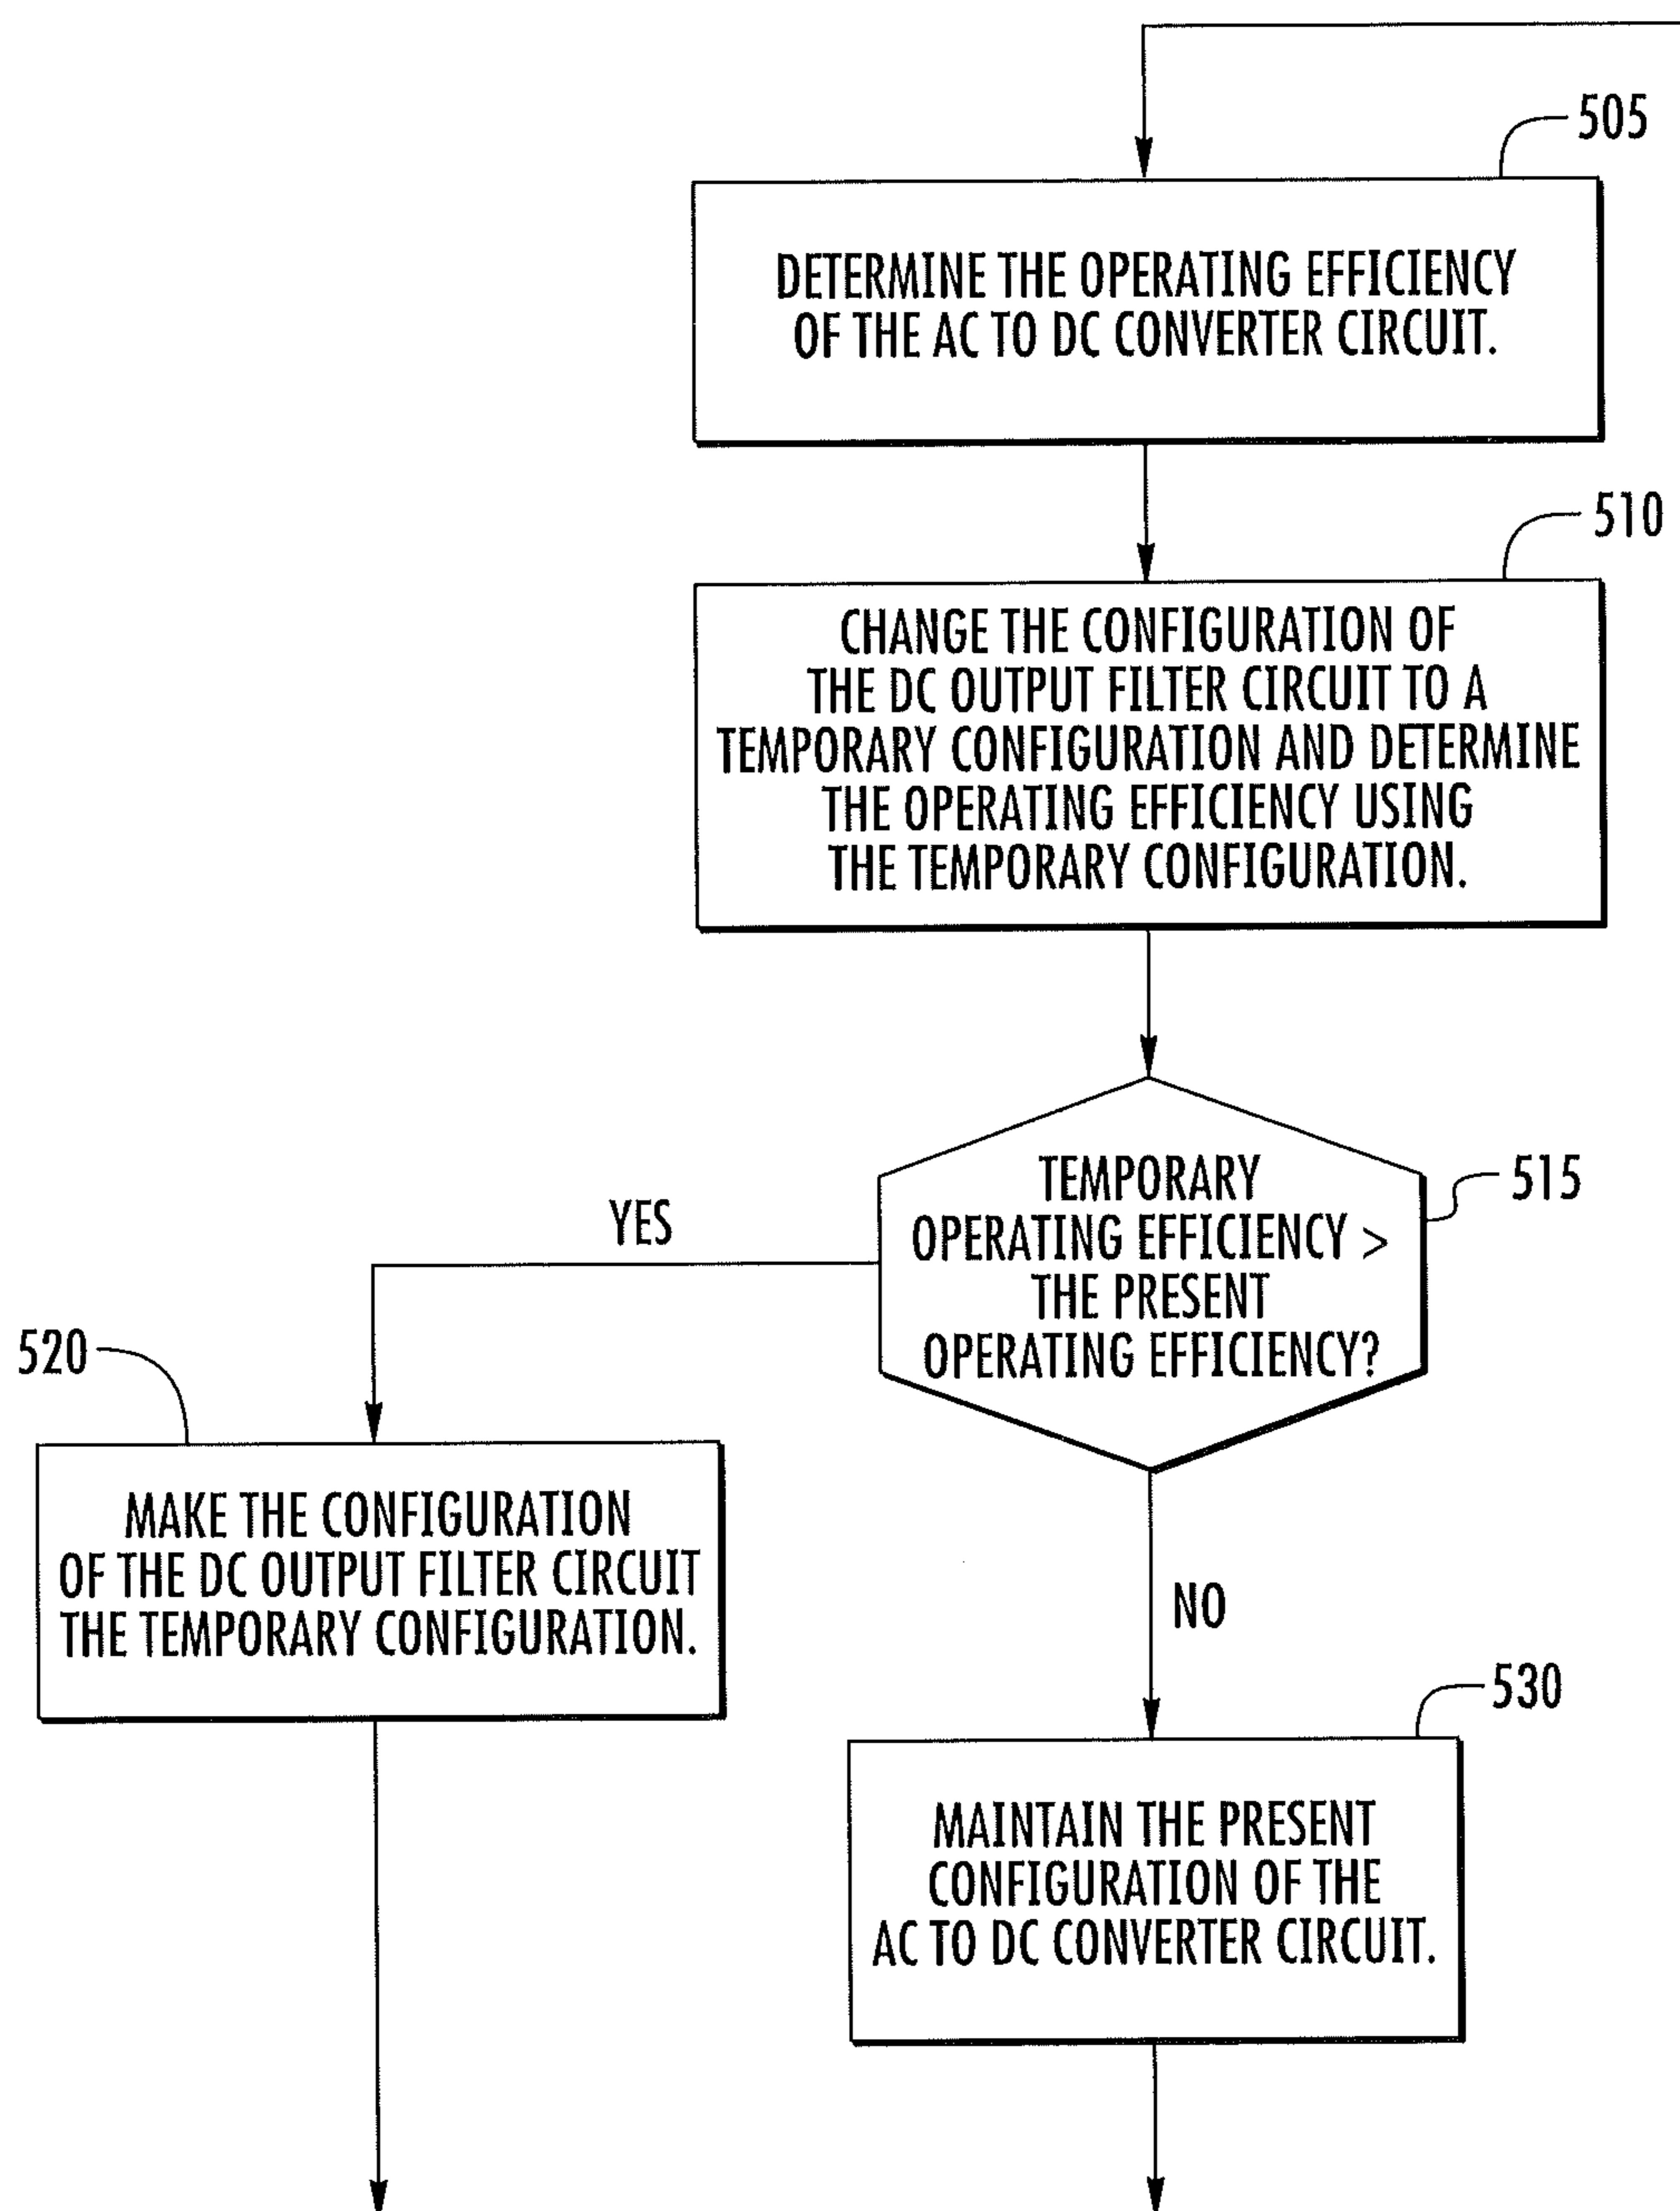 505
DETERMINE THE OPERATING EFFICIENCY
OF THE AC TO DC CONVERTER CIRCUIT.
510
CHANGE THE CONFIGURATION OF
THE DC OUTPUT FILTER CIRCUIT TO A
TEMPORARY CONFIGURATION AND DETERMINE
THE OPERATING EFFICIENCY USING
THE TEMPORARY CONFIGURATION.
515
TEMPORARY
OPERATING EFFICIENCY >
THE PRESENT
OPERATING EFFICIENCY?
YES
520
MAKE THE CONFIGURATION
OF THE DC OUTPUT FILTER CIRCUIT
THE TEMPORARY CONFIGURATION.
NO
530
MAINTAIN THE PRESENT
CONFIGURATION OF THE
AC TO DC CONVERTER CIRCUIT.